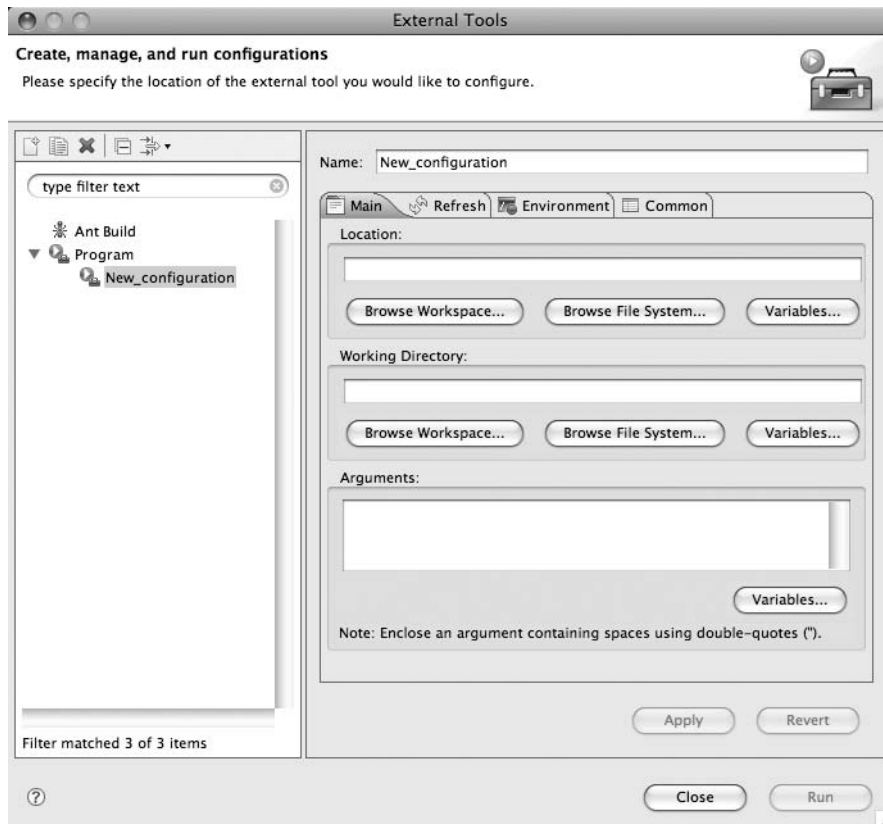 External Tools
Create, manage, and run configurations
Please specify the location of the external tool you would like to configure.
type filter text
Ant Build
Program
New_configuration
Filter matched 3 of 3 items
Name: New_configuration
Main Refresh Environment Common
Location:
Browse Workspace... Browse File System... Variables...
Working Directory:
Browse Workspace... Browse File System... Variables...
Arguments:
Variables...
Note: Enclose an argument containing spaces using double-quotes (").
Apply Revert
? Close Run